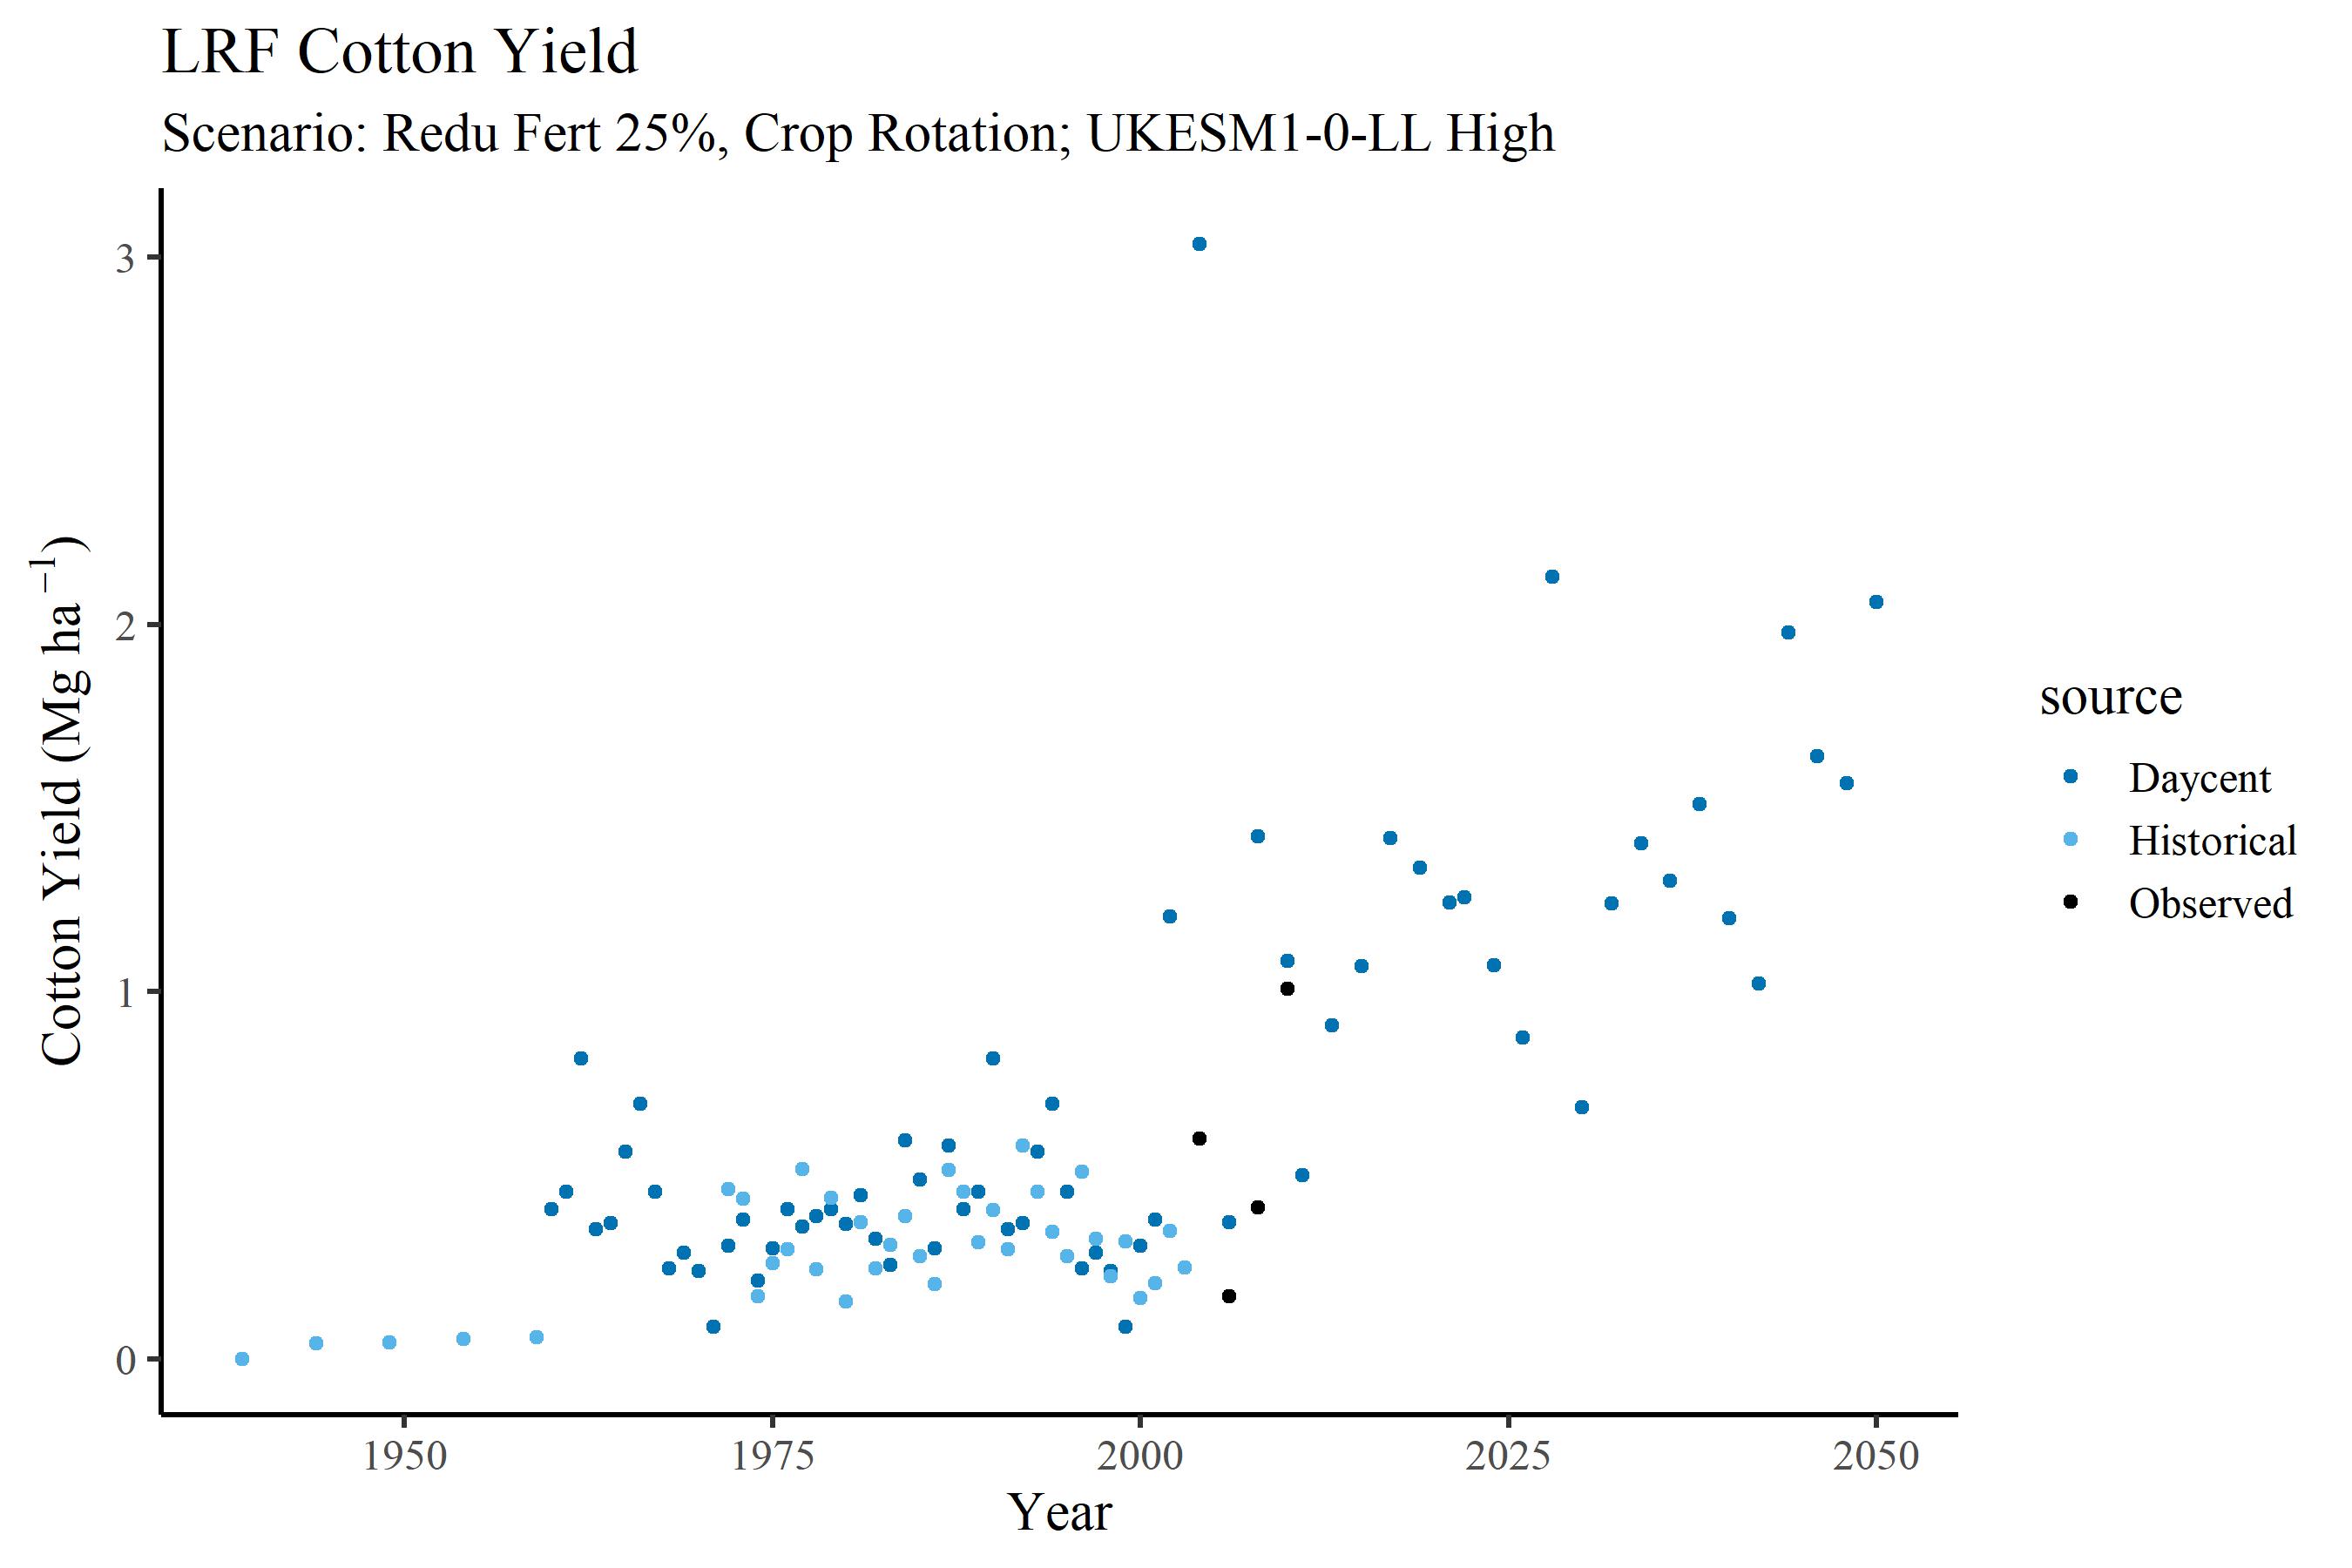 LRF Cotton Yield
Scenario: Redu Fert 25%, Crop Rotation; UKESM1-0-LL High
Cotton Yield (Mg ha −1)
3
2
1
0
1950 1975 2000 2025 2050
Year
source
Daycent
Historical
Observed